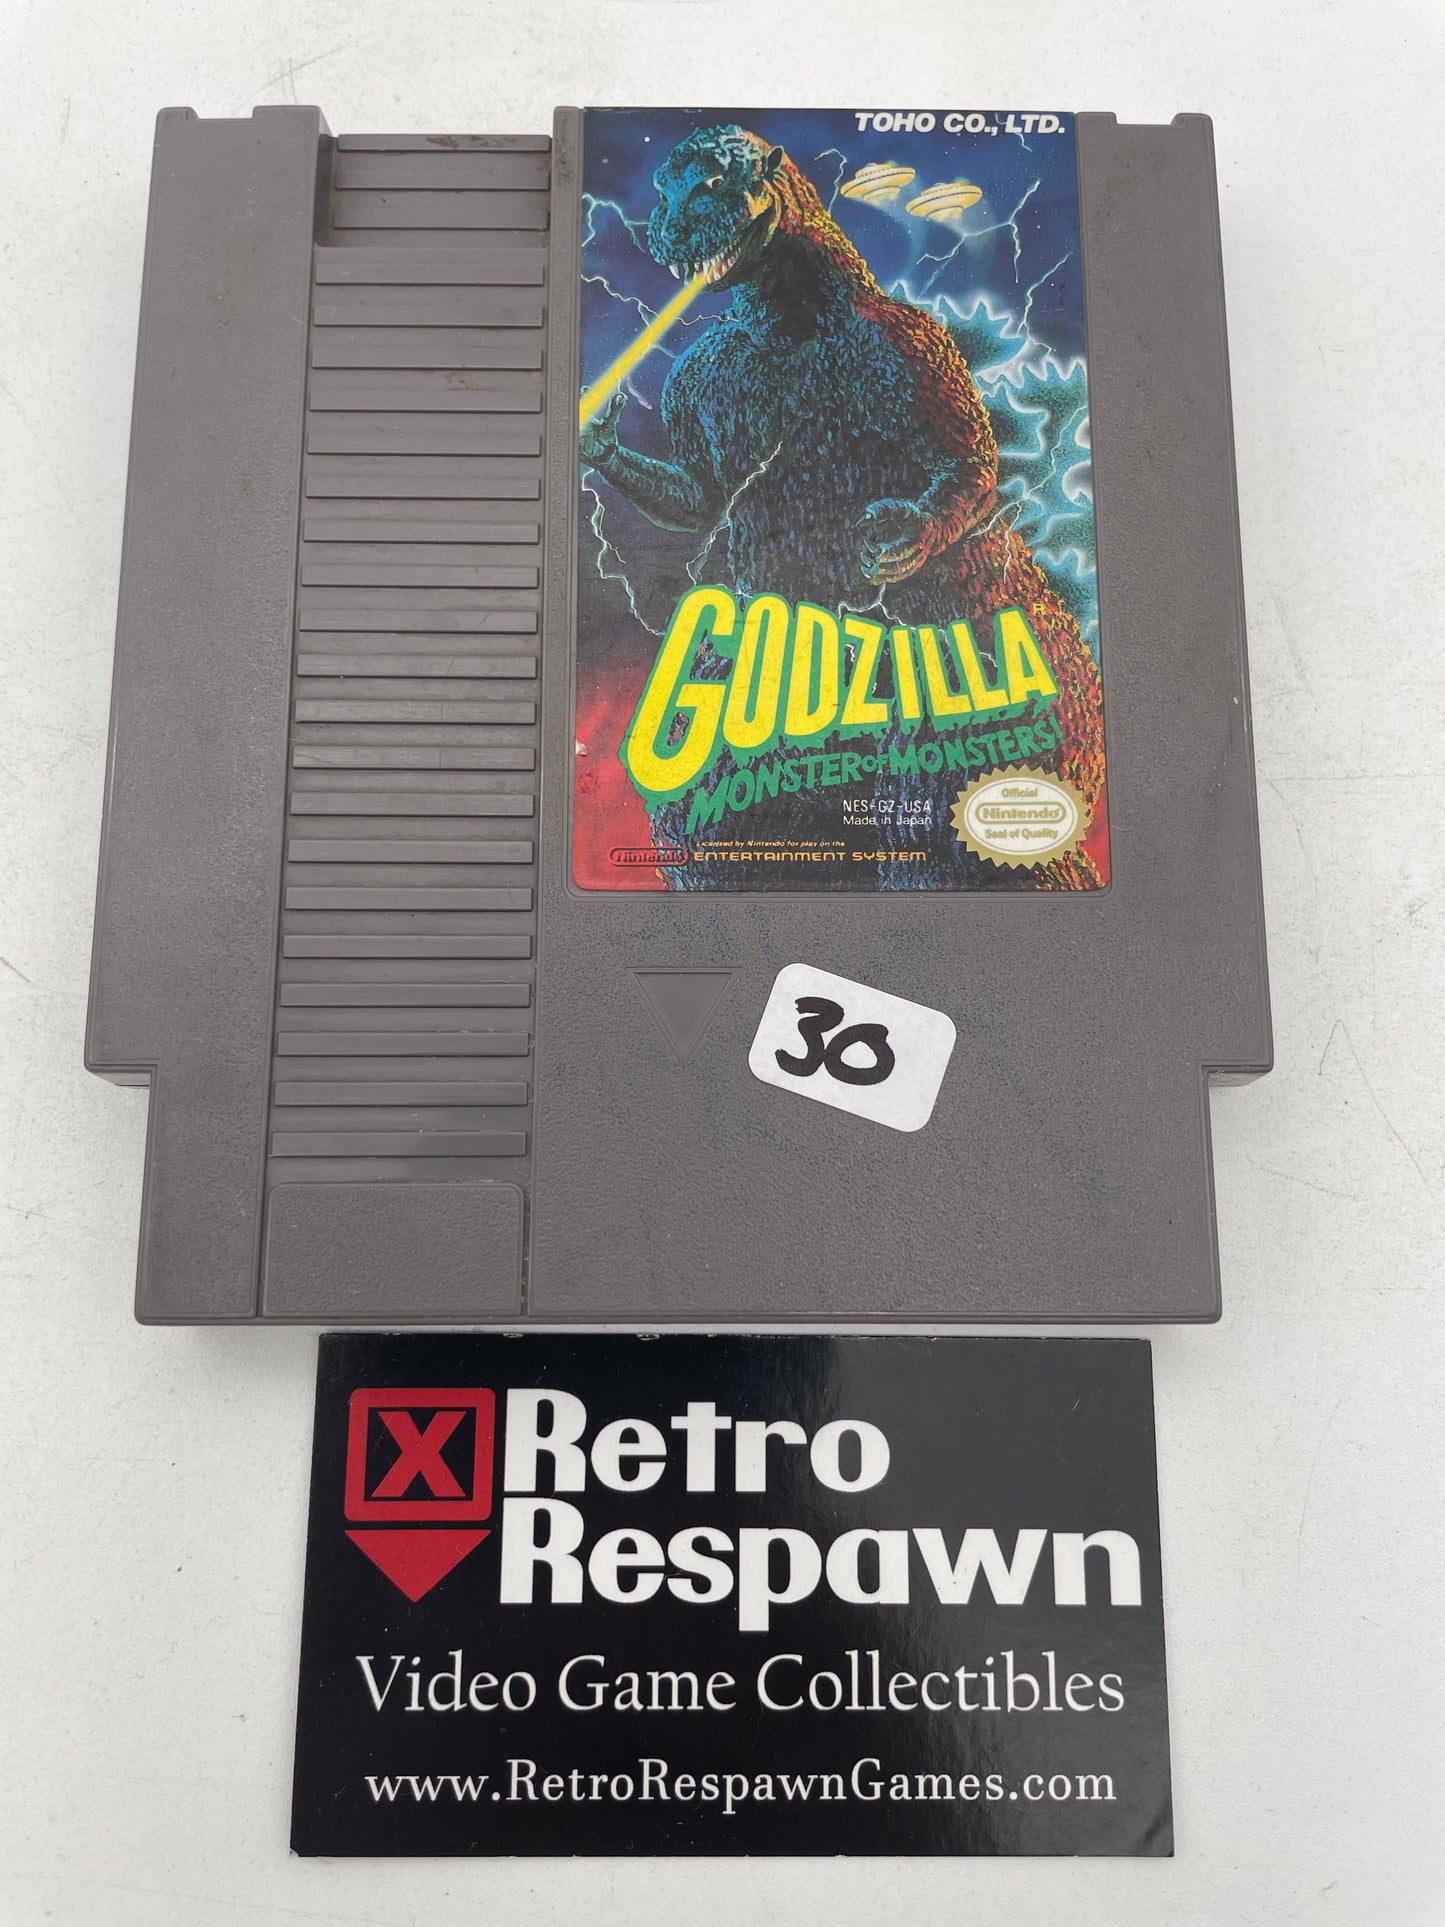 TOHO CO., LTD.
GODZILLA®
MONSTER OF MONSTERS!
NES-GZ-USA
Made in Japan
Official
Nintendo
Seal of Quality
Licensed by Nintendo for play on the
Nintendo ENTERTAINMENT SYSTEM
30
X Retro
Respawn
Video Game Collectibles
www.RetroRespawnGames.com